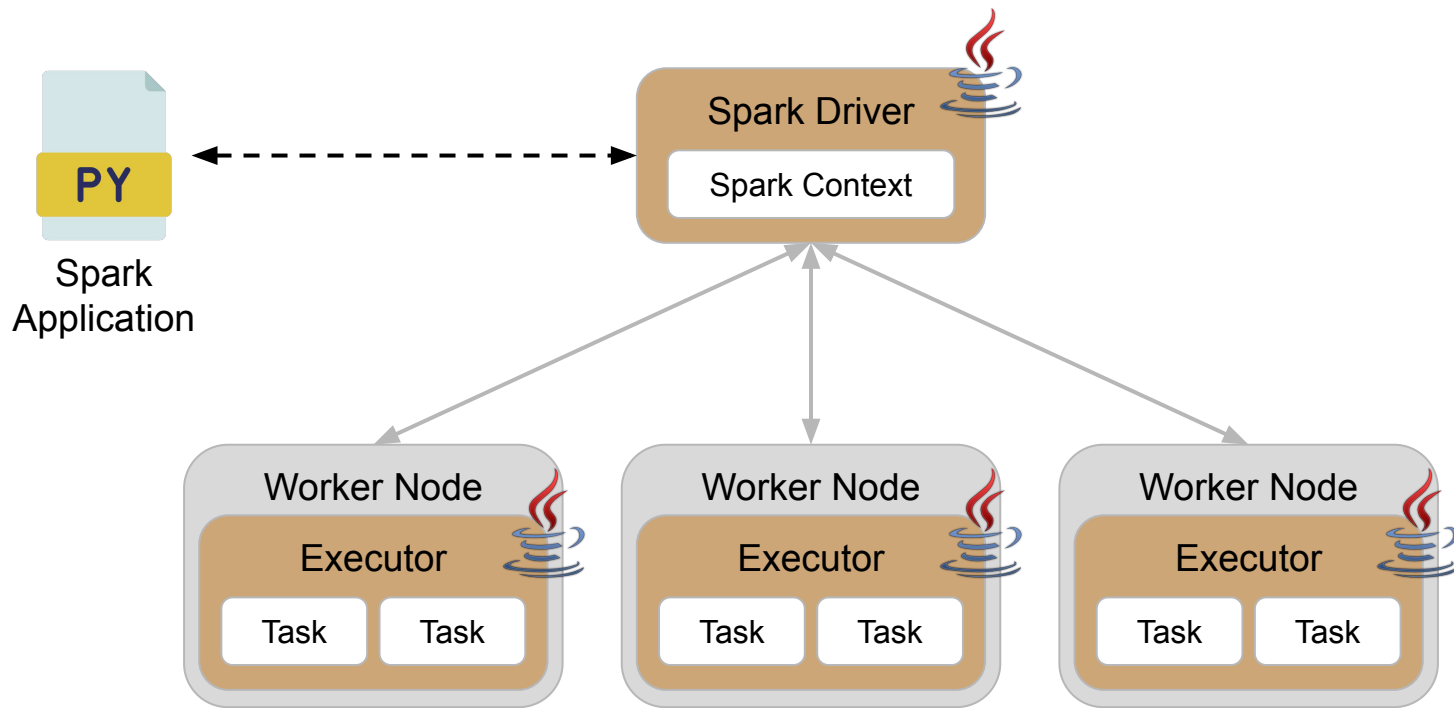 Spark Driver
Spark Context
PY
Spark
Application
Worker Node
Executor
Task Task
Worker Node
Executor
Task Task
Worker Node
Executor
Task Task